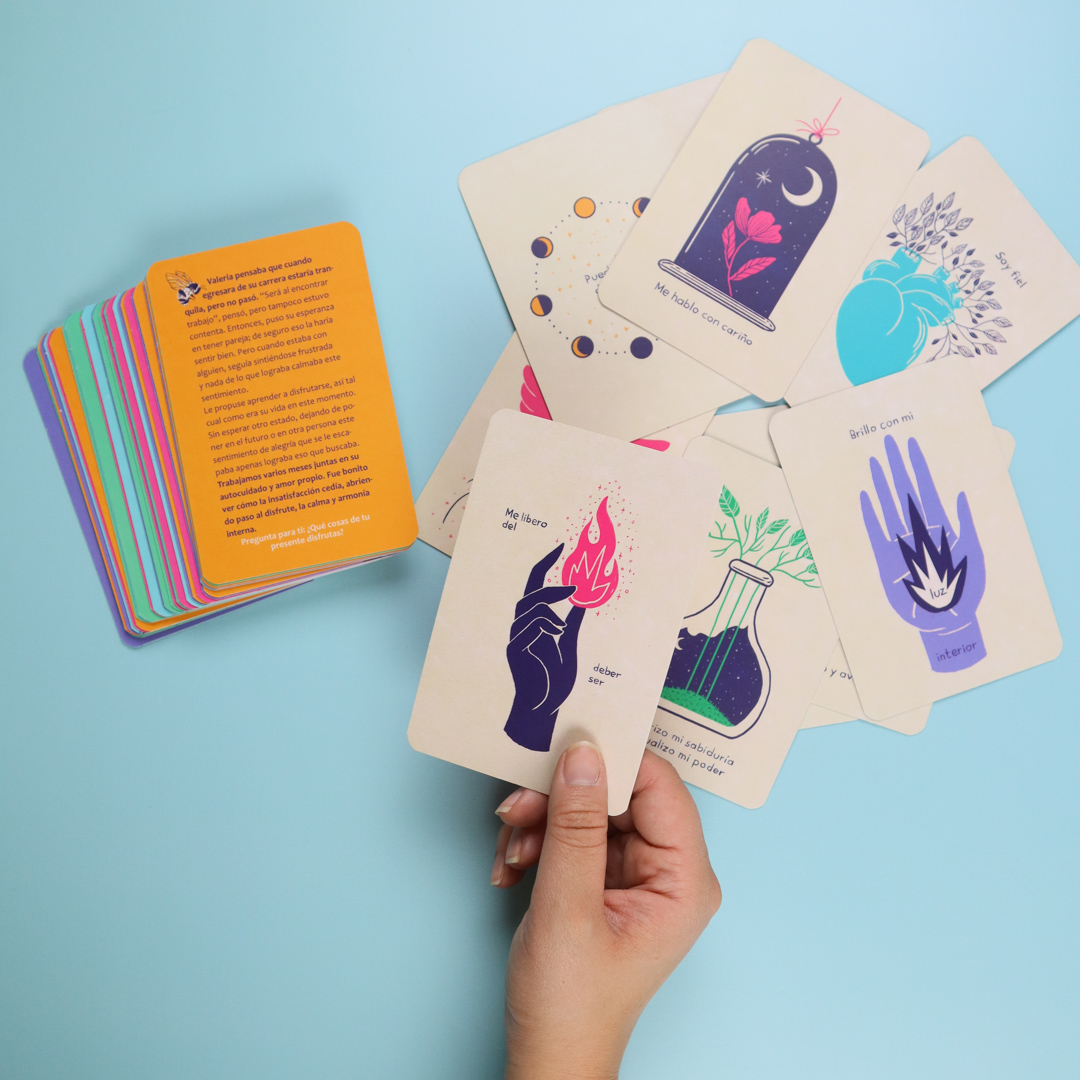 Valeria pensaba que cuando
egresara de su carrera estaría tran-
quila, pero no pasó. "Será al encontrar
trabajo", pensó, pero tampoco estuvo
contenta. Entonces, puso su esperanza
en tener pareja; de seguro eso la haría
sentir bien. Pero cuando estaba con
alguien, seguía sintiéndose frustrada
y nada de lo que lograba calmaba este
sentimiento.
Le propuse aprender a disfrutarse, así tal
cual como era su vida en este momento.
Sin esperar otro estado, dejando de po-
ner en el futuro o en otra persona este
sentimiento de alegría que se le esca-
paba apenas lograba eso que buscaba.
Trabajamos varios meses juntas en su
autocuidado y amor propio. Fue bonito
ver cómo la insatisfacción cedía, abrien-
do paso al disfrute, la calma y armonía
interna.
Pregunta para ti: ¿Qué cosas de tu
presente disfrutas?
Me hablo con cariño
Soy fiel
Brillo con mi
luz
interior
Me libero
del
deber
ser
mi sabiduría
mi poder
y